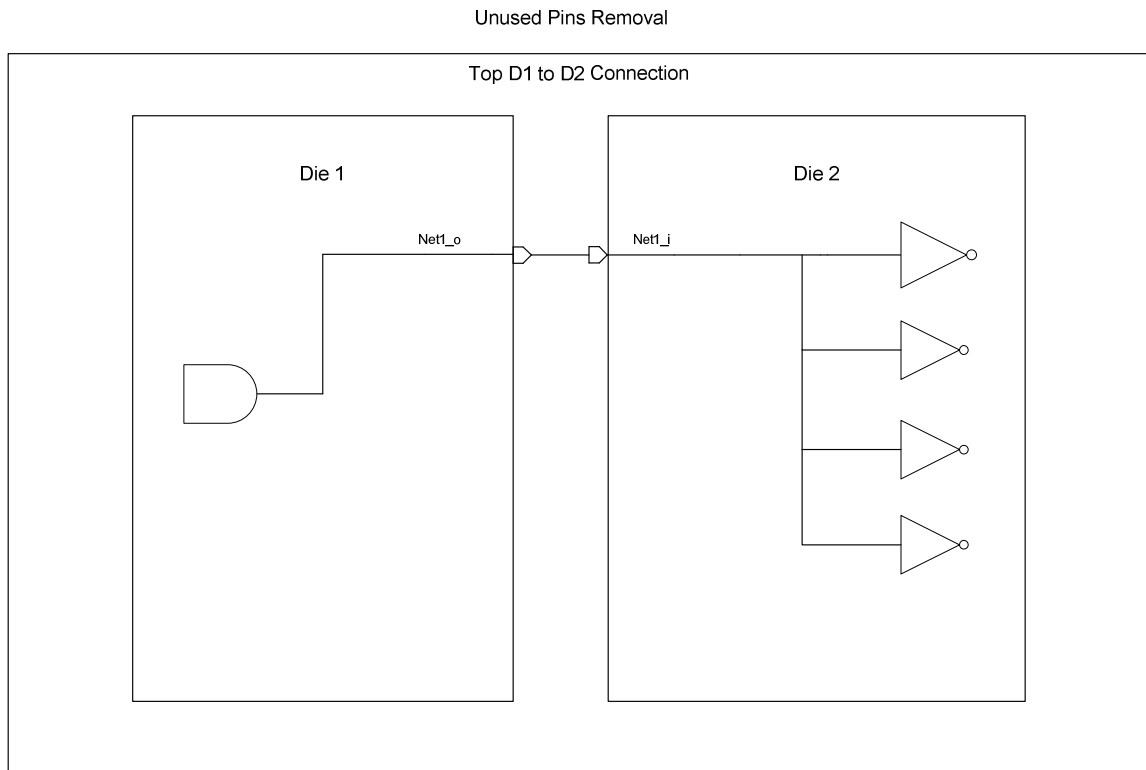 Unused Pins Removal
Top D1 to D2 Connection
Die 1
Die 2
Net1_o
Net1_i